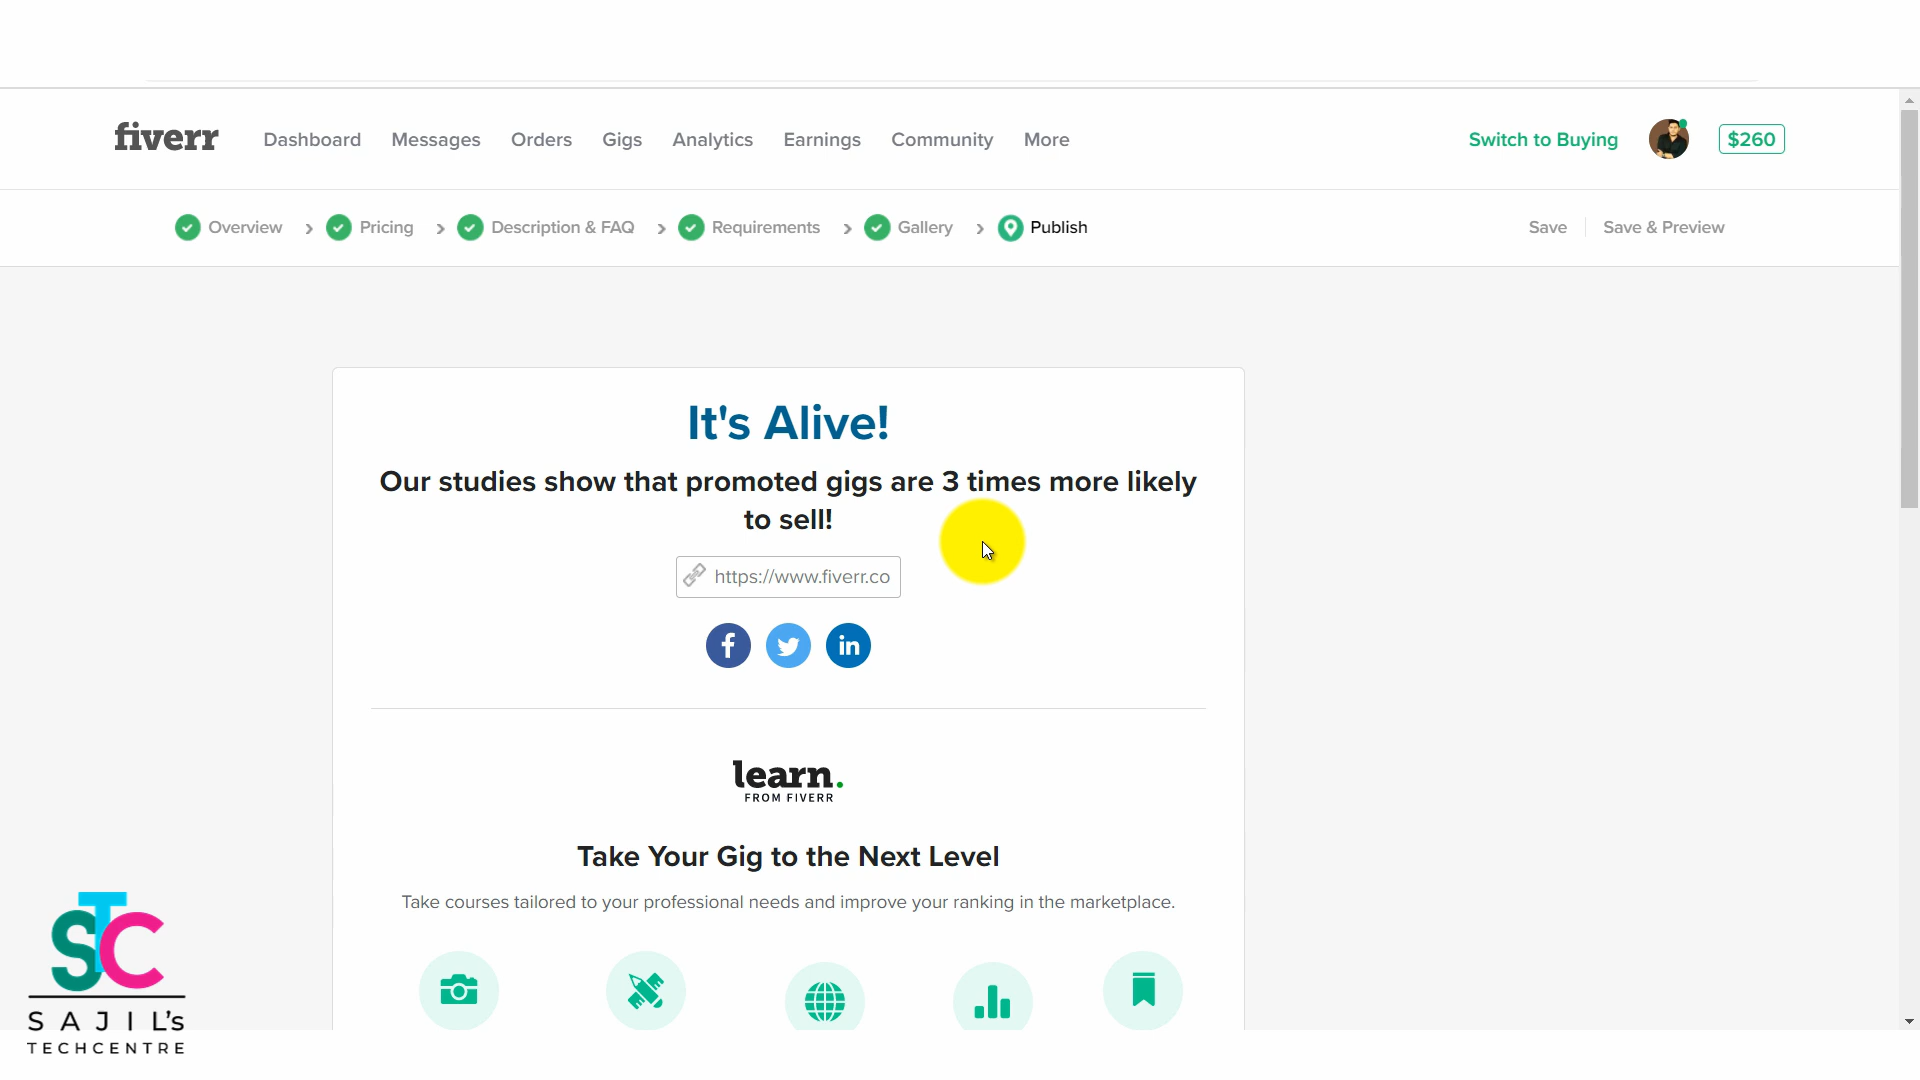 fiverr Dashboard Messages Orders Gigs Analytics Earnings Community More Switch to Buying $260
Overview Pricing Description & FAQ Requirements Gallery Publish Save Save & Preview
It's Alive!
Our studies show that promoted gigs are 3 times more likely
to sell!
https://www.fiverr.co
f in
learn.
FROM FIVERR
Take Your Gig to the Next Level
Take courses tailored to your professional needs and improve your ranking in the marketplace.
STC
SAJIL's
TECHCENTRE